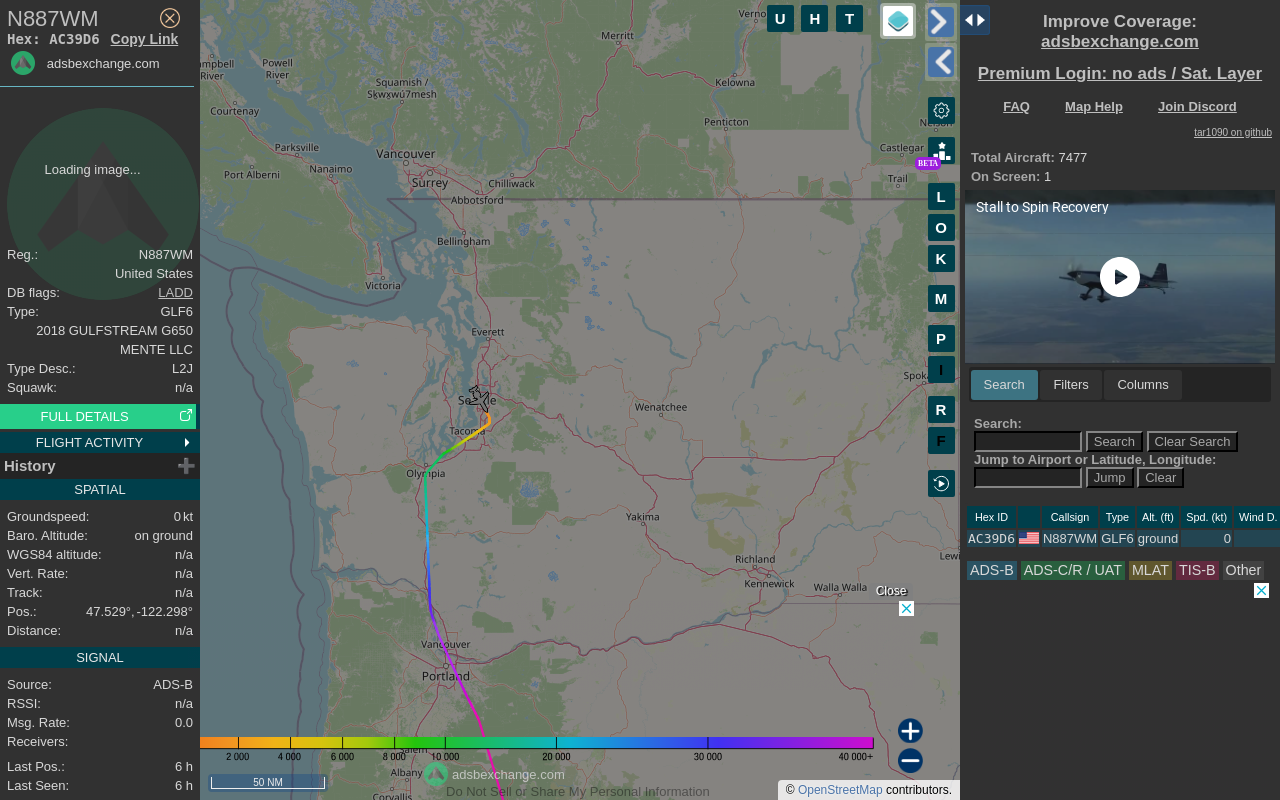 N887WM
Hex: AC39D6 Copy Link
adsbexchange.com
Loading image...
Reg.: N887WM
United States
DB flags: LADD
Type: GLF6
2018 GULFSTREAM G650
MENTE LLC
Type Desc.: L2J
Squawk: n/a
FULL DETAILS
FLIGHT ACTIVITY
History
SPATIAL
Groundspeed: 0 kt
Baro. Altitude: on ground
WGS84 altitude: n/a
Vert. Rate: n/a
Track: n/a
Pos.: 47.529°, -122.298°
Distance: n/a
SIGNAL
Source: ADS-B
RSSI: n/a
Msg. Rate: 0.0
Receivers:
Last Pos.: 6 h
Last Seen: 6 h
U H T
Merritt
Powell
River
River
Squamish /
Sḵwx̱wú7mesh
Kelowna
Courtenay
Penticton
Parksville
Vancouver
Castlegar
Port Alberni
Nanaimo
BETA
Surrey
Chilliwack
Trail
Abbotsford
L
O
Bellingham
K
Victoria
M
Everett
P
I
Wenatchee
R
Tacoma
F
Olympia
Yakima
Richland
Kennewick
Walla Walla
Close
Vancouver
Portland
2 000 4 000 6 000 8 000 10 000 20 000 30 000 40 000+
Albany
adsbexchange.com
50 NM
Do Not Sell or Share My Personal Information
Corvallis
© OpenStreetMap contributors.
Improve Coverage:
adsbexchange.com
Premium Login: no ads / Sat. Layer
FAQ Map Help Join Discord
tar1090 on github
Total Aircraft: 7477
On Screen: 1
Stall to Spin Recovery
Search Filters Columns
Search:
Search Clear Search
Jump to Airport or Latitude, Longitude:
Jump Clear
Hex ID Callsign Type Alt. (ft) Spd. (kt) Wind D.
AC39D6 N887WM GLF6 ground 0
ADS-B ADS-C/R / UAT MLAT TIS-B Other